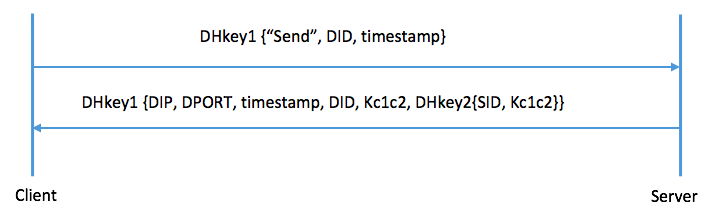 DHkey1 {“Send”, DID, timestamp}
DHkey1 {DIP, DPORT, timestamp, DID, Kc1c2, DHkey2{SID, Kc1c2}}
Client
Server